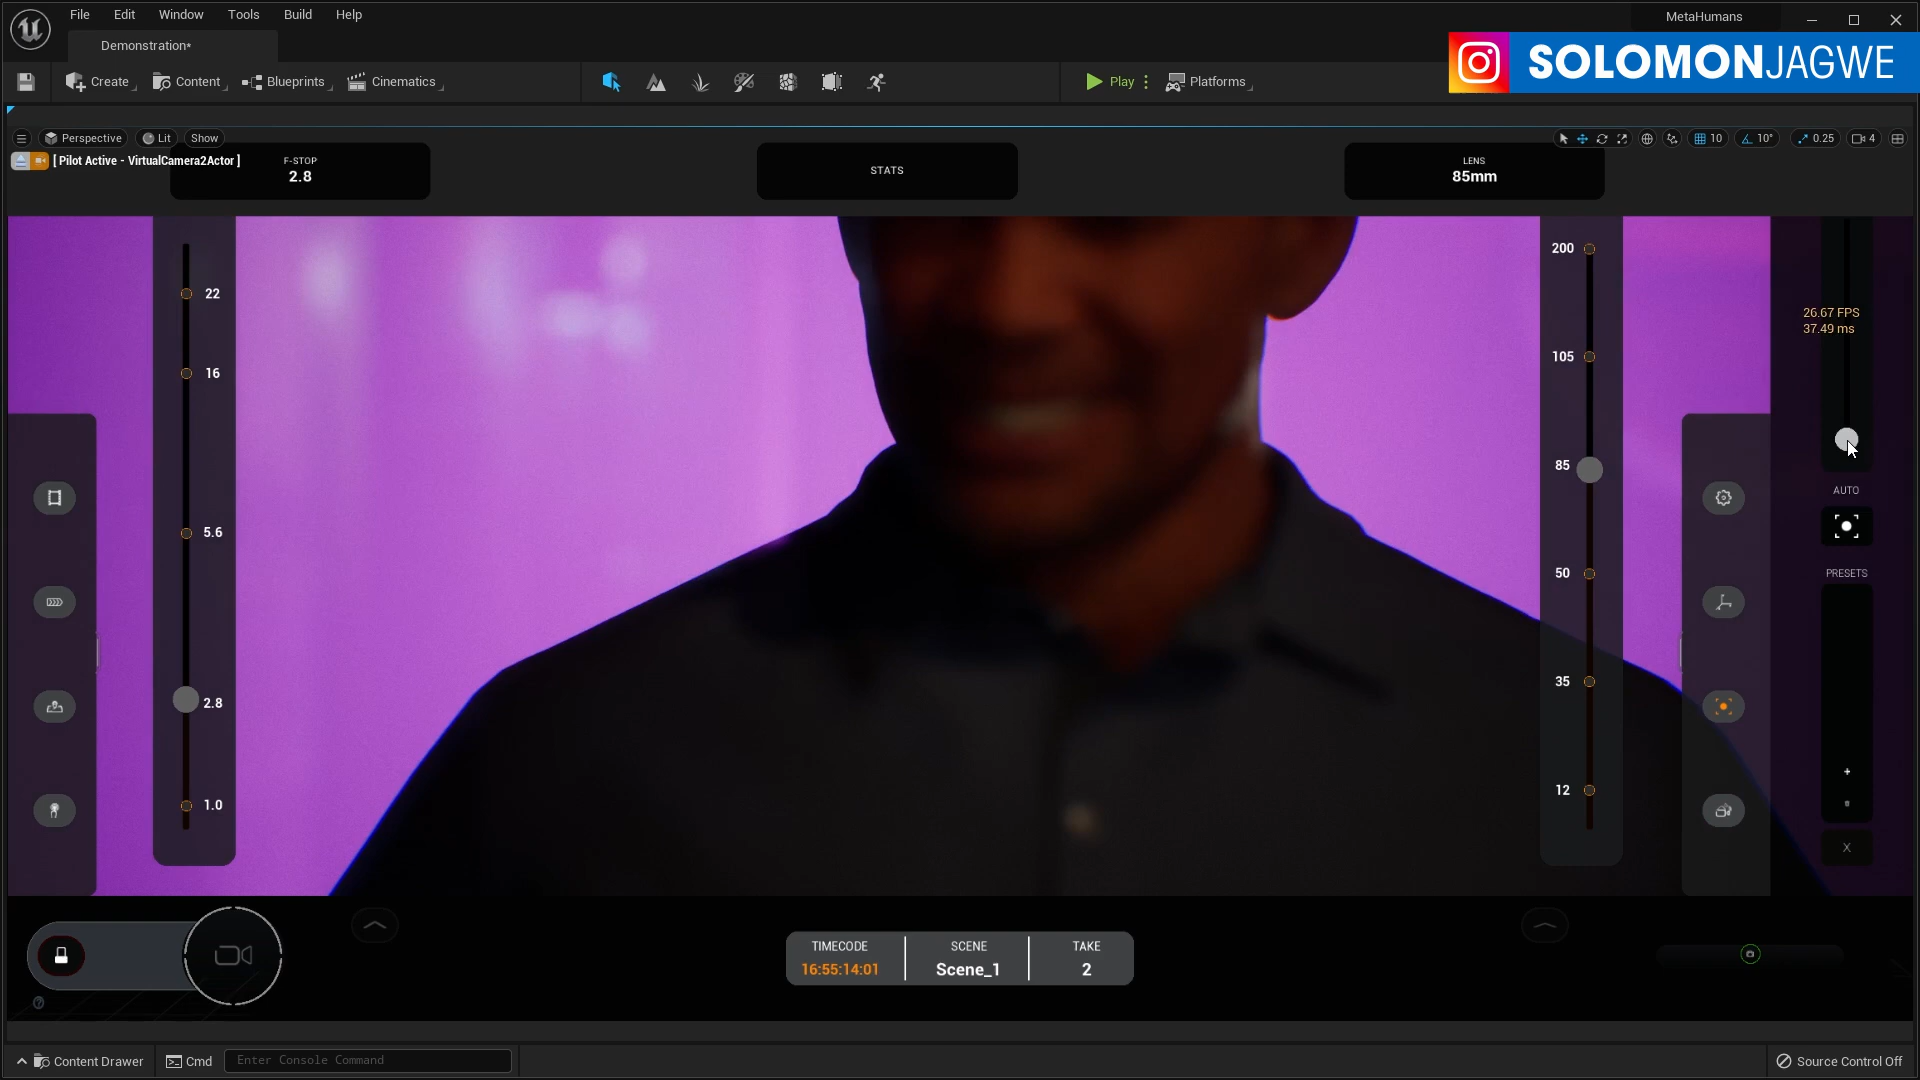 File Edit Window Tools Build Help
MetaHumans
Demonstration*
SOLOMONJAGWE
Create Content Blueprints Cinematics Play Platforms
Perspective Lit Show
10 10° 0.25 4
[ Pilot Active - VirtualCamera2Actor ]
F-STOP
2.8
STATS
LENS
85mm
22
16
5.6
2.8
1.0
200
105
85
50
35
12
26.67 FPS
37.49 ms
AUTO
PRESETS
+
X
TIMECODE SCENE TAKE
16:55:14:01 Scene_1 2
Content Drawer Cmd Enter Console Command Source Control Off